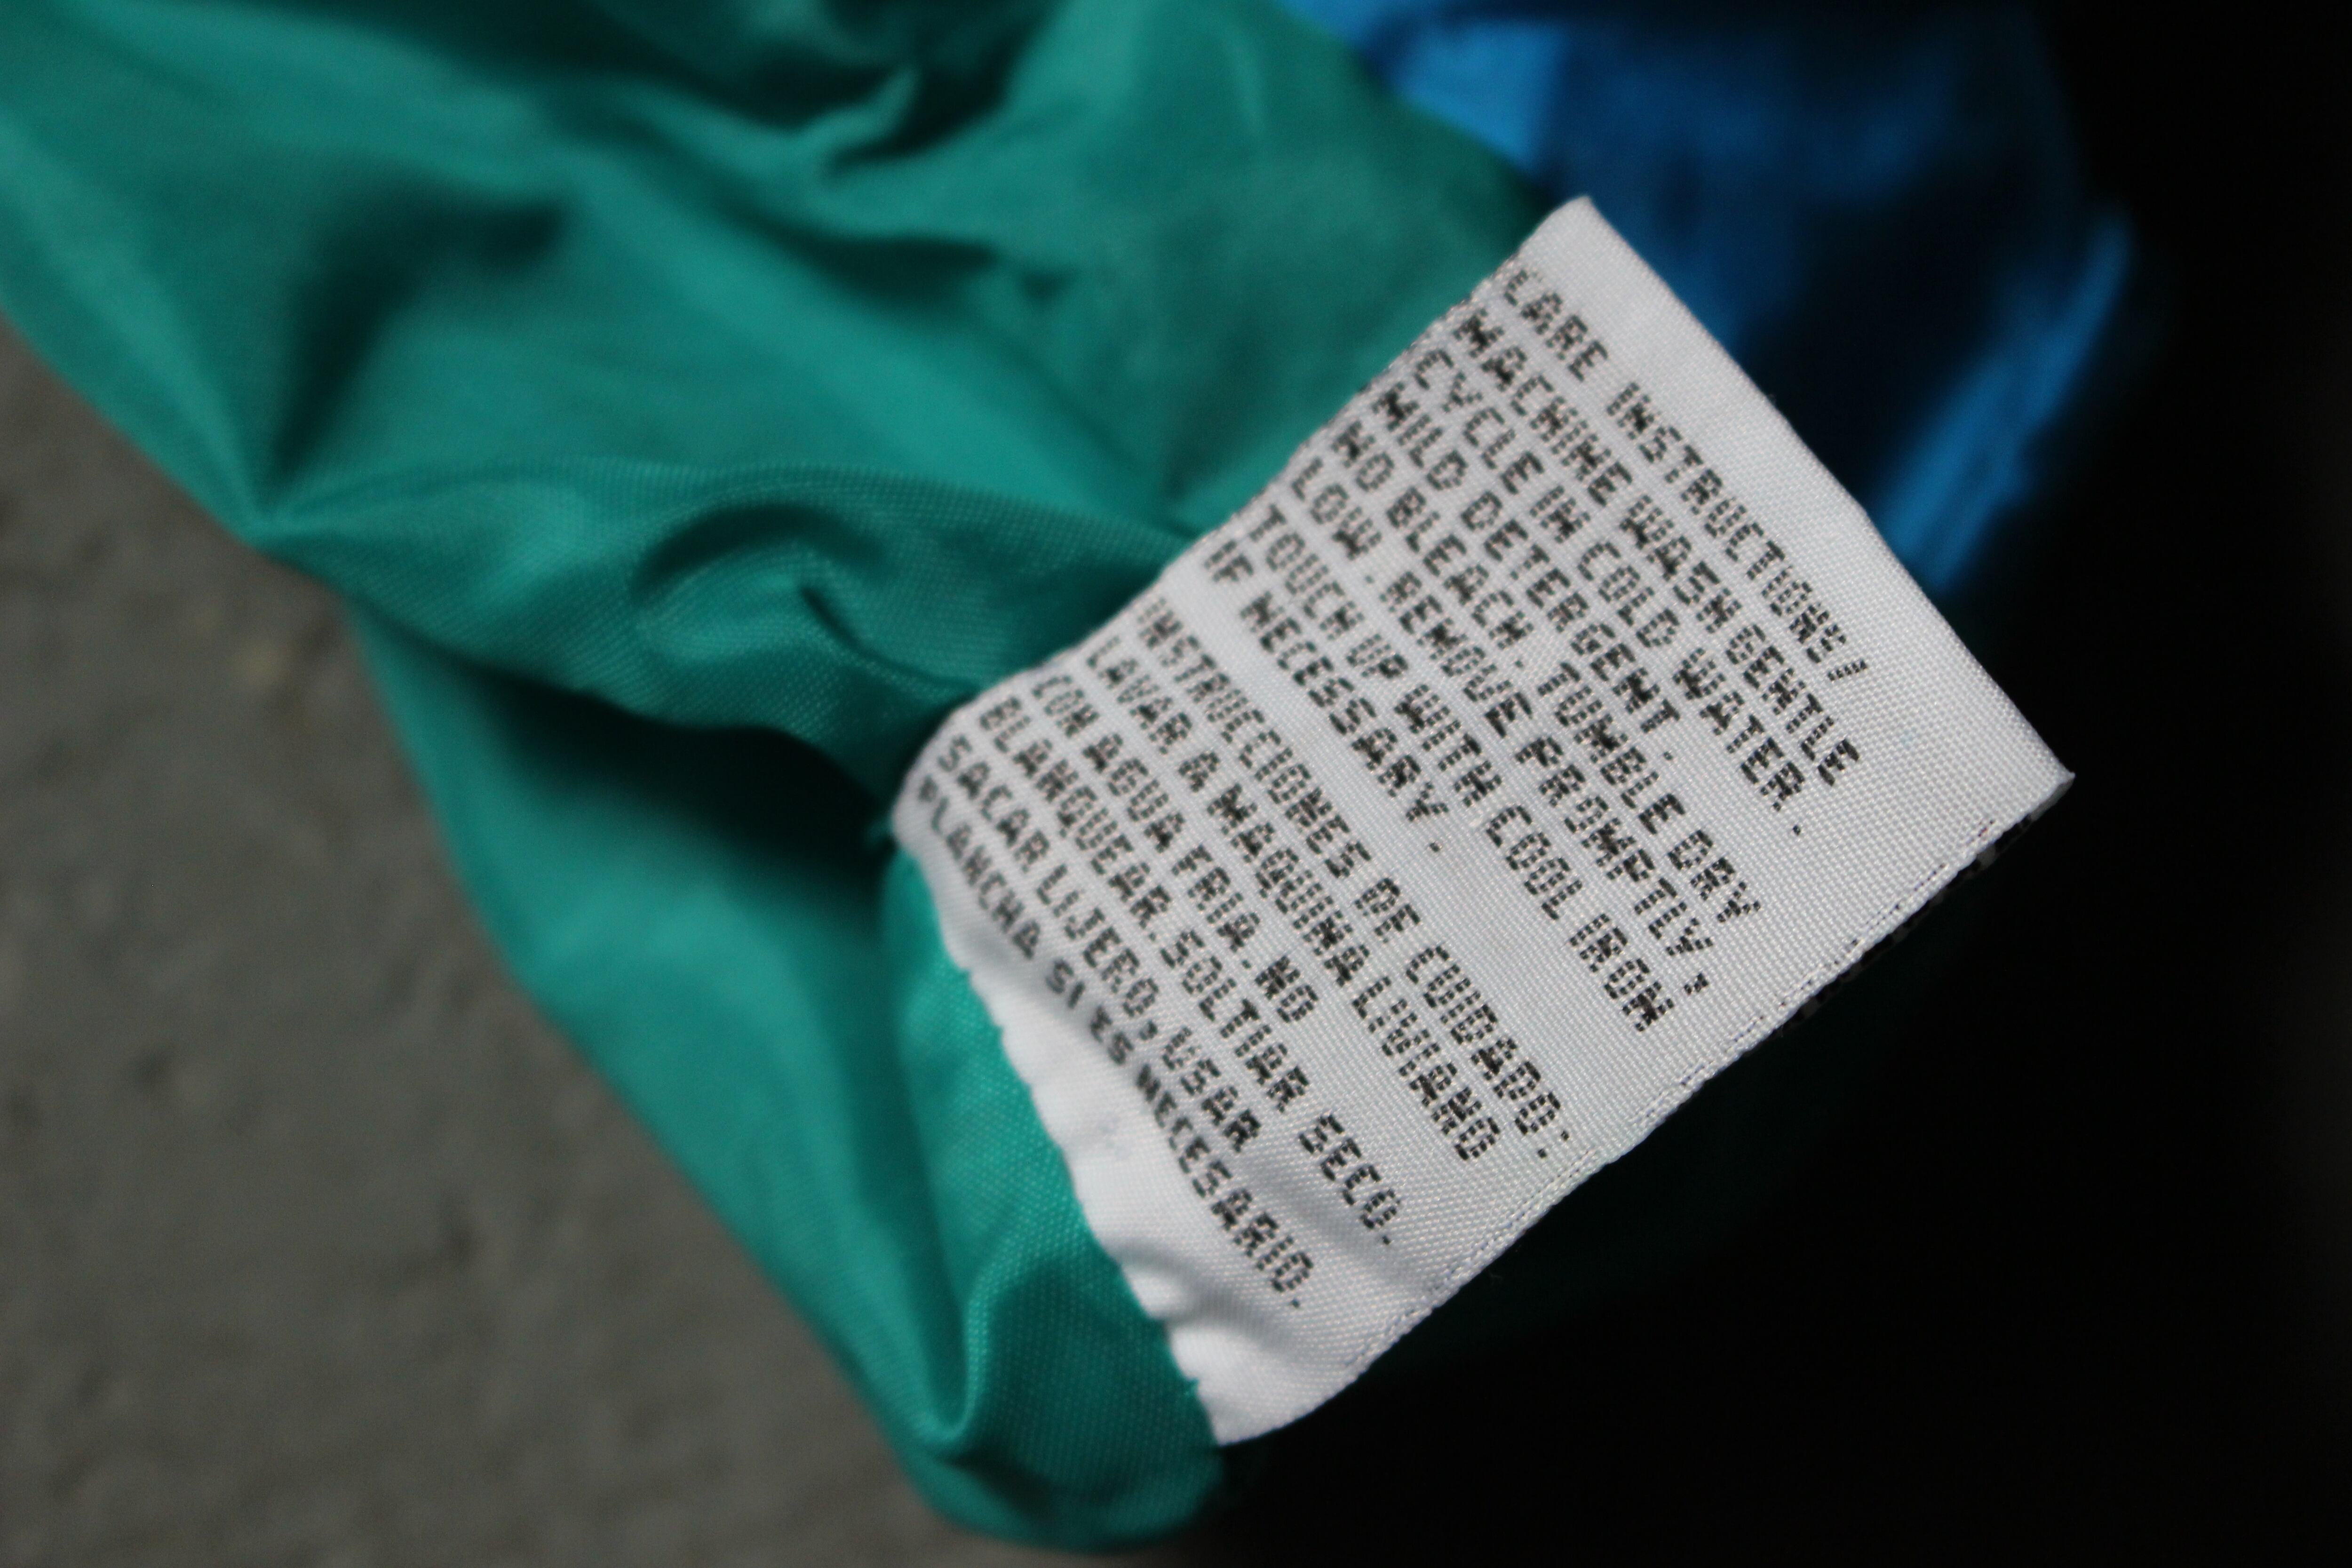 CARE INSTRUCTIONS/
MACHINE WASH GENTLE
CYCLE IN COLD WATER.
MILD DETERGENT.
NO BLEACH. TUMBLE DRY
LOW. REMOVE PROMPTLY,
TOUCH UP WITH COOL IRON
IF NECESSARY.
INSTRUCCIONES DE CUIDADO:
LAVAR A MAQUINA LIVIANO
CON AGUA FRIA. NO
BLANQUEAR.SOLTIAR SECO.
SACAR LIJERO, USAR
PLANCHA SI ES NECESARIO.